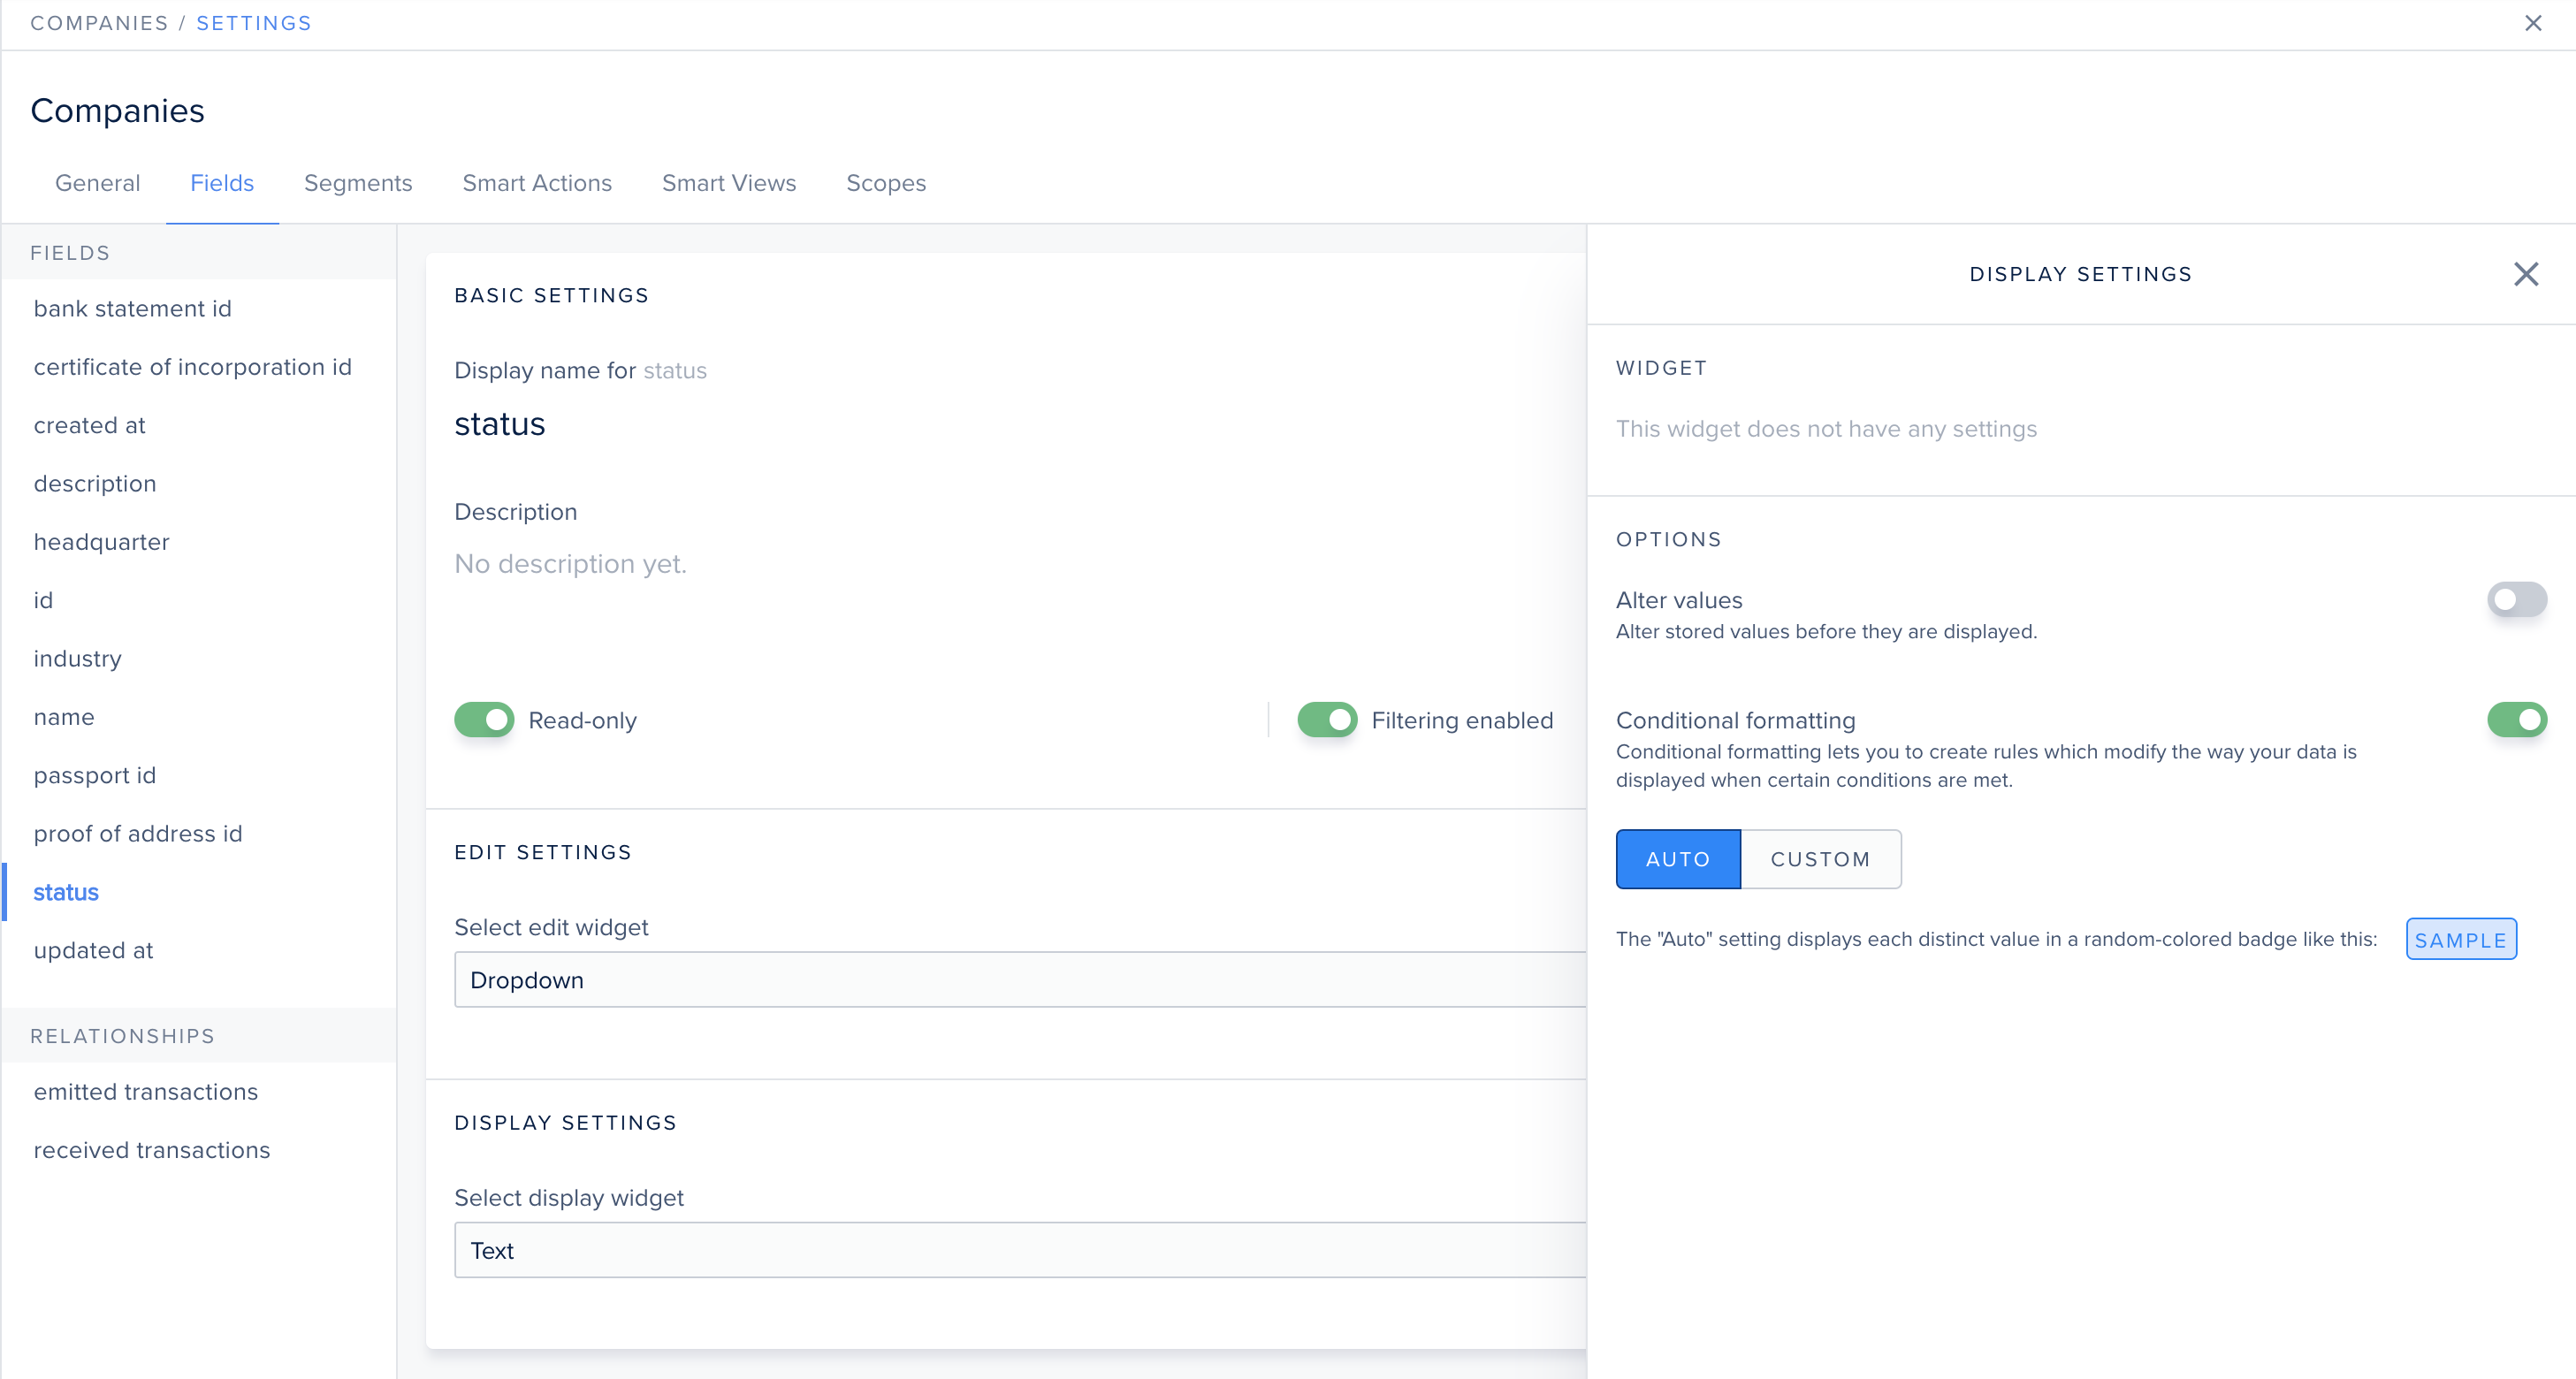 COMPANIES / SETTINGS
Companies
General Fields Segments Smart Actions Smart Views Scopes
FIELDS
bank statement id
certificate of incorporation id
created at
description
headquarter
id
industry
name
passport id
proof of address id
status
updated at
RELATIONSHIPS
emitted transactions
received transactions
BASIC SETTINGS
Display name for status
status
Description
No description yet.
Read-only
Filtering enabled
EDIT SETTINGS
Select edit widget
Dropdown
DISPLAY SETTINGS
Select display widget
Text
DISPLAY SETTINGS
WIDGET
This widget does not have any settings
OPTIONS
Alter values
Alter stored values before they are displayed.
Conditional formatting
Conditional formatting lets you to create rules which modify the way your data is
displayed when certain conditions are met.
AUTO CUSTOM
The "Auto" setting displays each distinct value in a random-colored badge like this: SAMPLE